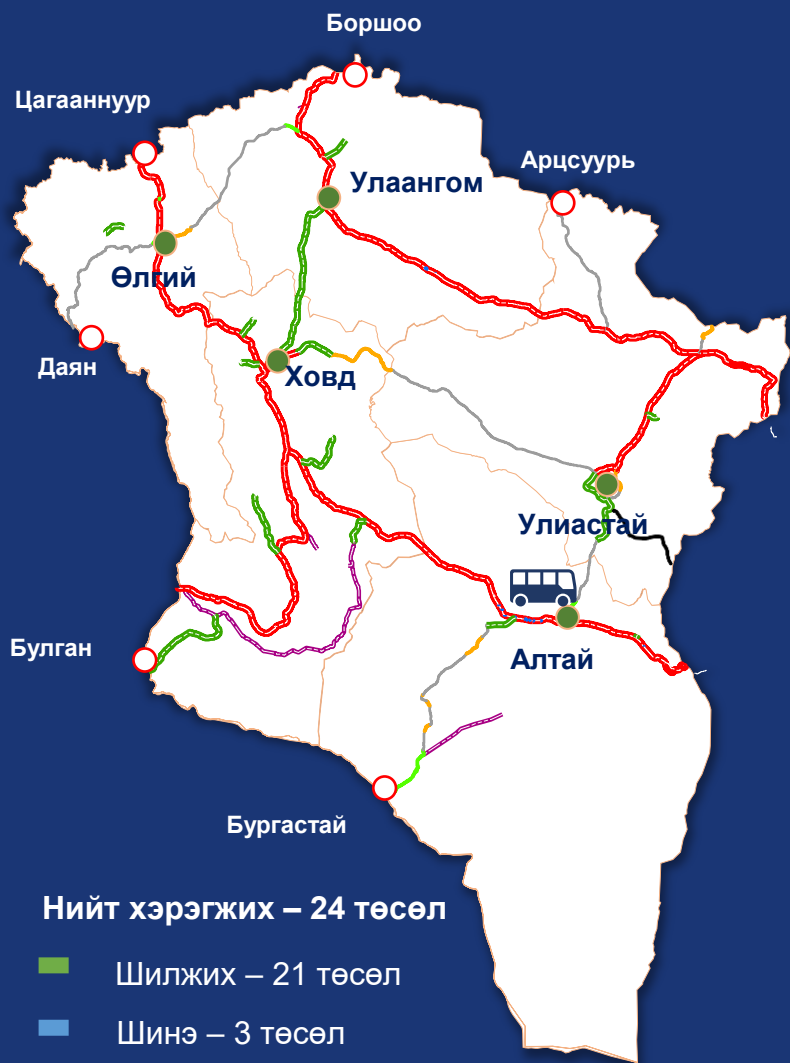 Боршоо
Цагааннуур
Арцсуурь
Улаангом
Өлгий
Даян
Ховд
Улиастай
Булган
Алтай
Бургастай
Нийт хэрэгжих – 24 төсөл
Шилжих – 21 төсөл
Шинэ – 3 төсөл